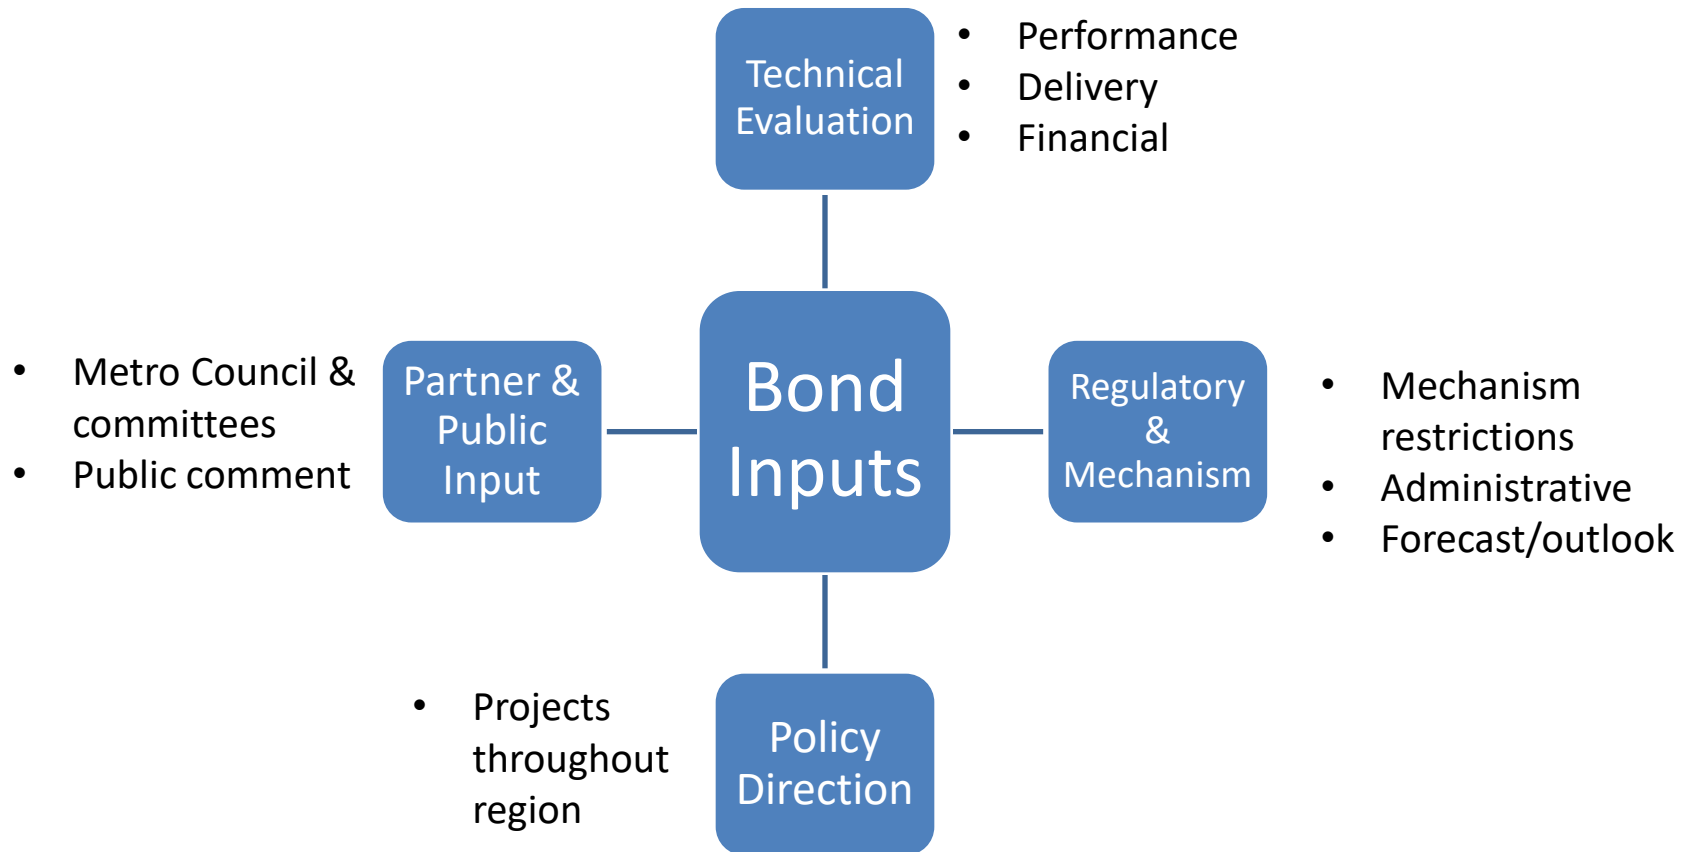 Technical
Evaluation
• Performance
• Delivery
• Financial
• Metro Council &
committees
• Public comment
Partner &
Public
Input
Bond
Inputs
Regulatory
&
Mechanism
• Mechanism
restrictions
• Administrative
• Forecast/outlook
• Projects
throughout
region
Policy
Direction